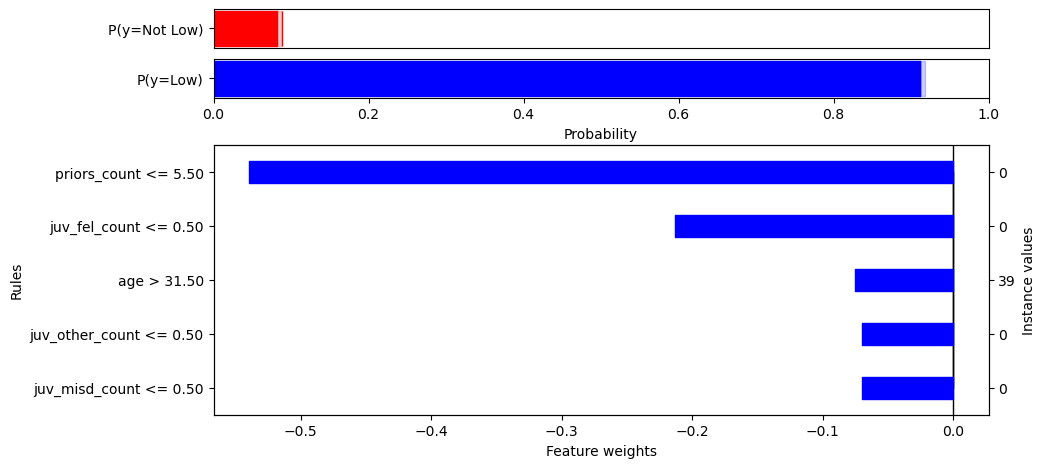 P(y=Not Low)
P(y=Low)
0.0 0.2 0.4 0.6 0.8 1.0
Probability
Rules
priors_count <= 5.50 0
juv_fel_count <= 0.50 0
age > 31.50 39
juv_other_count <= 0.50 0
juv_misd_count <= 0.50 0
Instance values
−0.5 −0.4 −0.3 −0.2 −0.1 0.0
Feature weights